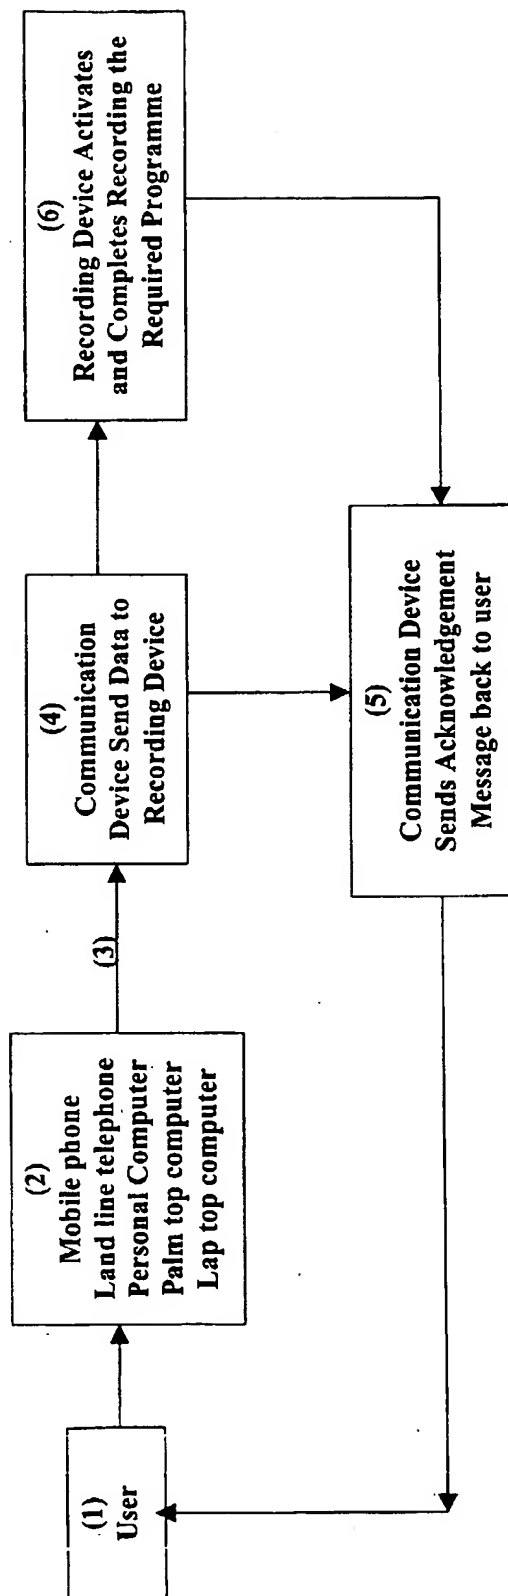 (1)
User
(2)
Mobile phone
Land line telephone
Personal Computer
Palm top computer
Lap top computer
(3)
(4)
Communication
Device Send Data to
Recording Device
(6)
Recording Device Activates
and Completes Recording the
Required Programme
(5)
Communication Device
Sends Acknowledgement
Message back to user